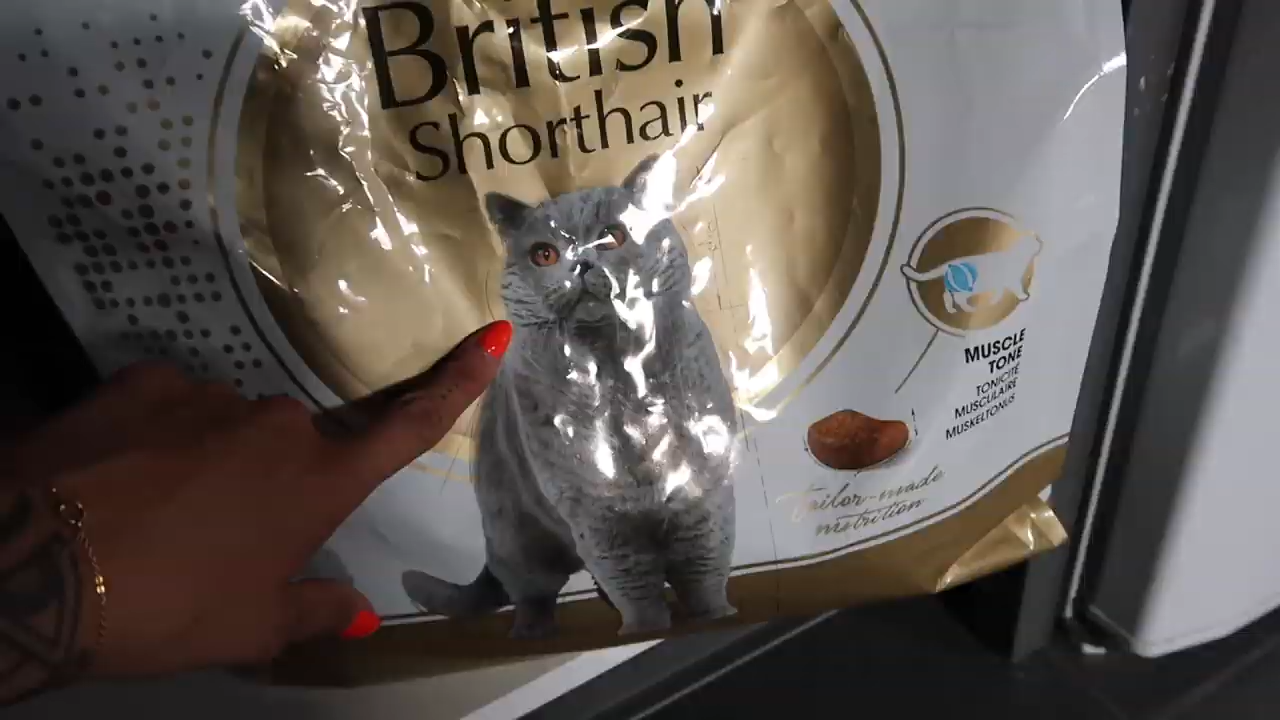 British
Shorthair
MUSCLE
TONE
TONICITÉ
MUSCULAIRE
MUSKELTONUS
Tailor-made
nutrition